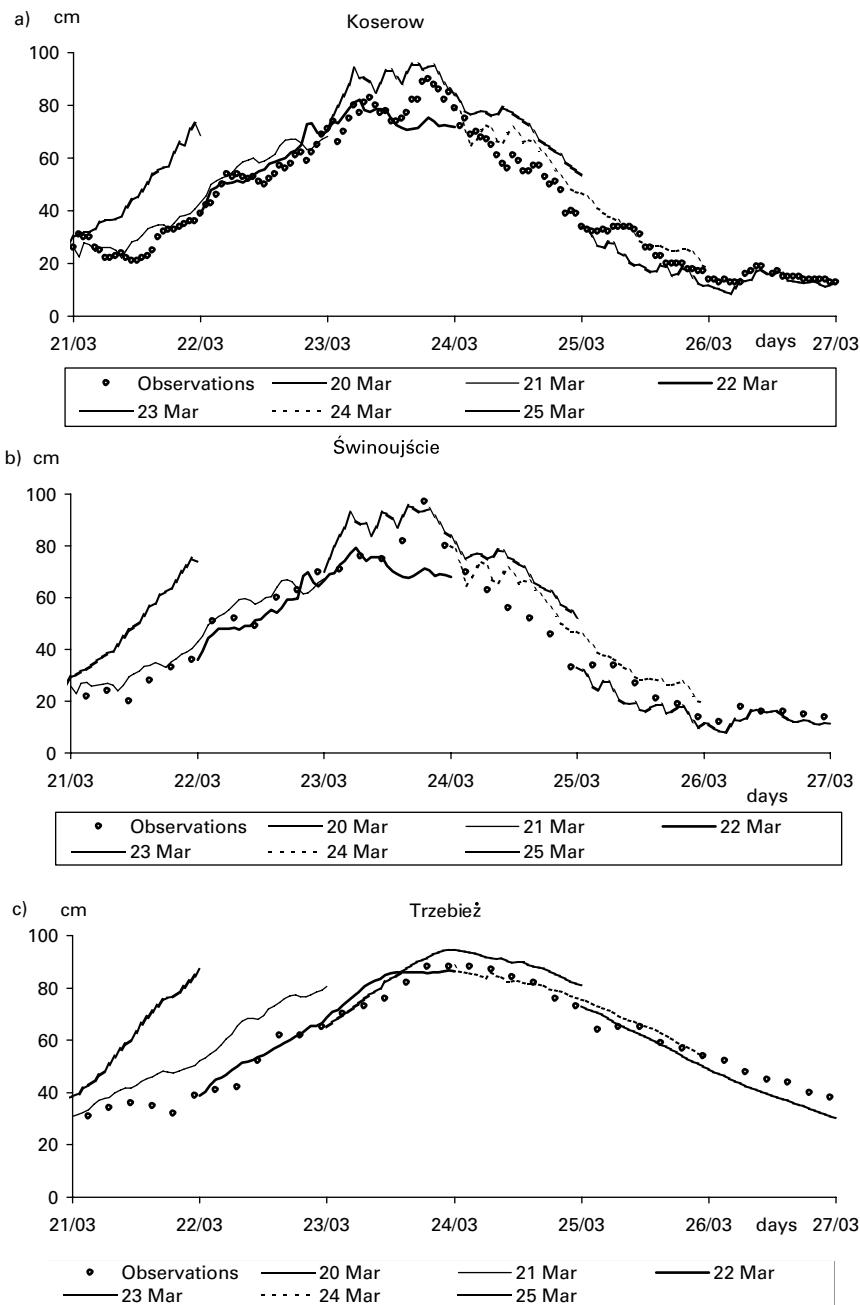 a) cm Koserow
100
80
60
40
20
0
21/03 22/03 23/03 24/03 25/03 26/03 days 27/03
Observations 20 Mar 21 Mar 22 Mar
23 Mar 24 Mar 25 Mar
b) cm Świnoujście
100
80
60
40
20
0
21/03 22/03 23/03 24/03 25/03 26/03 27/03
days
Observations 20 Mar 21 Mar 22 Mar
23 Mar 24 Mar 25 Mar
c) cm Trzebież
100
80
60
40
20
0
21/03 22/03 23/03 24/03 25/03 26/03 days 27/03
Observations 20 Mar 21 Mar 22 Mar
23 Mar 24 Mar 25 Mar